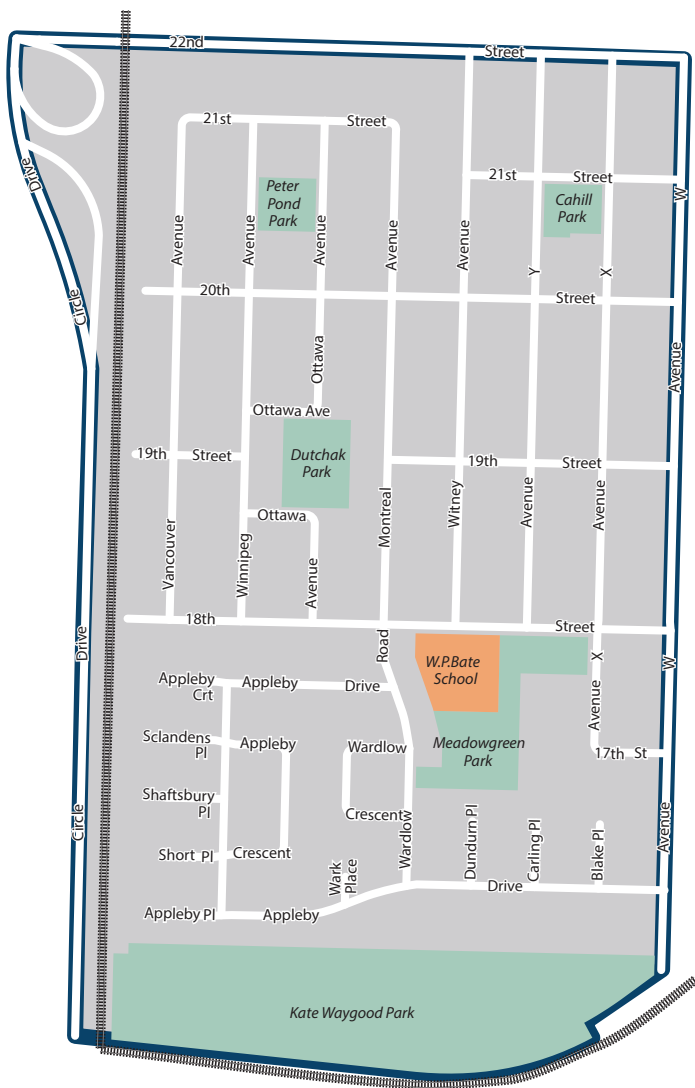 22nd
Street
21st
Street
21st
Street
Drive
Peter
Pond
Park
Cahill
Park
W
Avenue
Avenue
Avenue
Avenue
Avenue
Y
X
Circle
20th
Street
Ottawa
Avenue
Ottawa Ave
19th
Street
Dutchak
Park
19th
Street
Vancouver
Winnipeg
Ottawa
Avenue
Montreal
Witney
Avenue
Avenue
18th
Street
Drive
Road
W.P.Bate
School
X
W
Appleby
Crt
Appleby
Drive
Avenue
Sclandens
Pl
Appleby
Wardlow
Meadowgreen
Park
17th St
Shaftsbury
Pl
Crescent
Circle
Wardlow
Dundum Pl
Carling Pl
Blake Pl
Avenue
Short Pl
Crescent
Wark
Place
Drive
Appleby Pl
Appleby
Kate Waygood Park